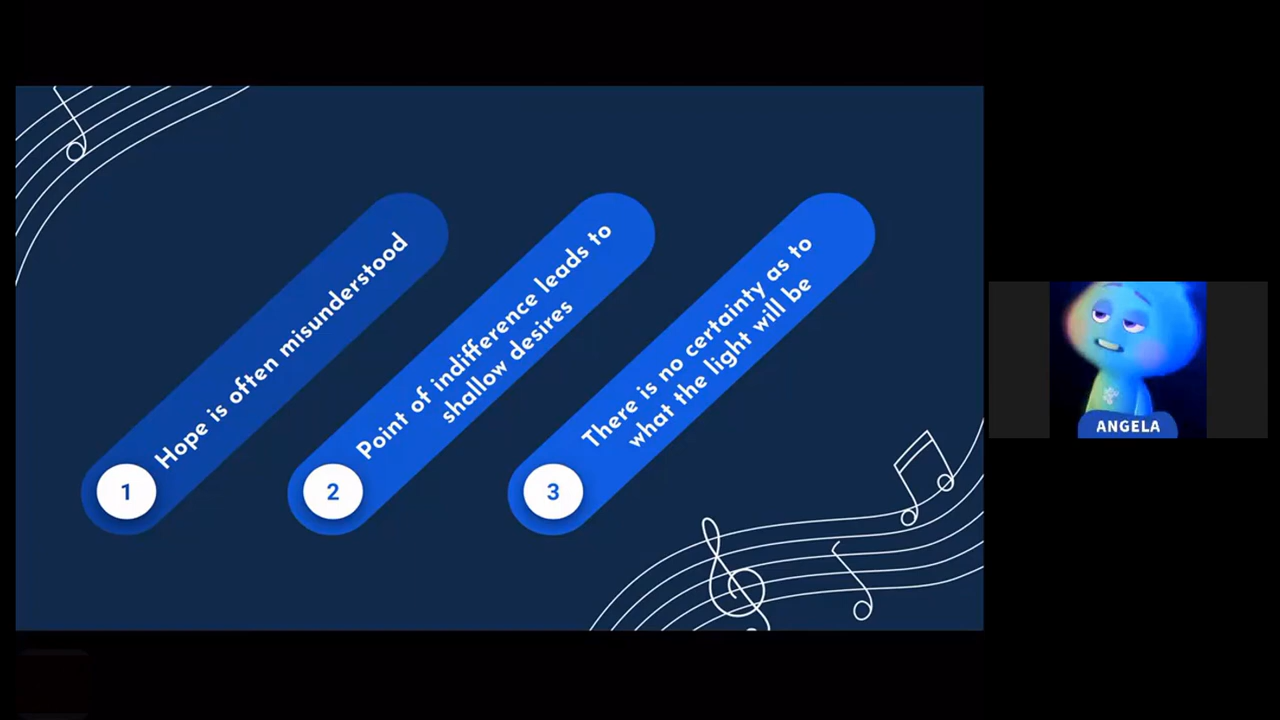 1
Hope is often misunderstood
2
Point of indifference leads to
shallow desires
3
There is no certainty as to
what the light will be
ANGELA